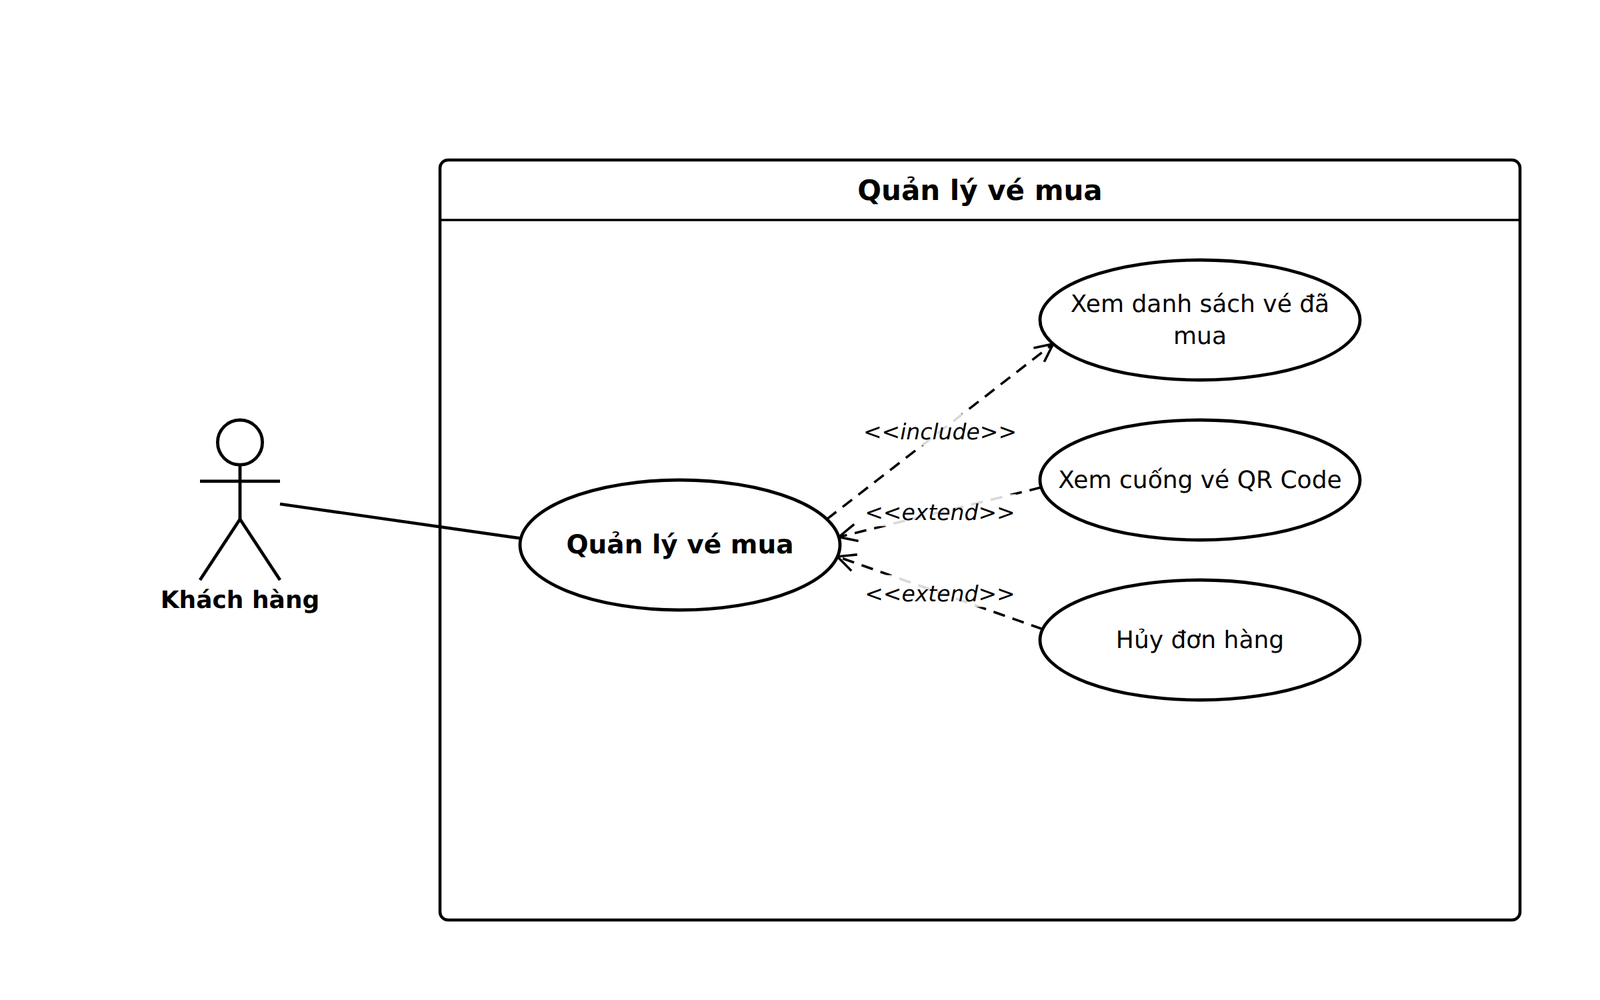 Quản lý vé mua
Xem danh sách vé đã
mua
<<include>>
Xem cuống vé QR Code
<<extend>>
Quản lý vé mua
<<extend>>
Khách hàng
Hủy đơn hàng